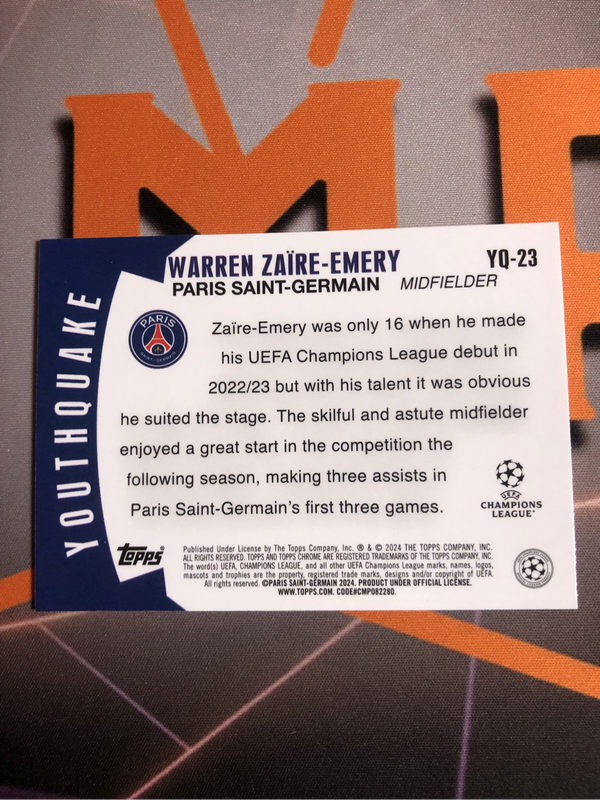 WARREN ZAÏRE-EMERY
YQ-23
PARIS SAINT-GERMAIN MIDFIELDER
YOUTHQUAKE
PARIS
SAINT-GERMAIN
Zaïre-Emery was only 16 when he made
his UEFA Champions League debut in
2022/23 but with his talent it was obvious
he suited the stage. The skilful and astute midfielder
enjoyed a great start in the competition the
following season, making three assists in
Paris Saint-Germain's first three games.
UEFA
CHAMPIONS
LEAGUE
topps
Published Under License by The Topps Company, Inc. ® & © 2024 THE TOPPS COMPANY, INC.
ALL RIGHTS RESERVED. TOPPS AND TOPPS CHROME ARE REGISTERED TRADEMARKS OF THE TOPPS COMPANY, INC.
The word(s) UEFA, CHAMPIONS LEAGUE, and all other UEFA Champions League marks, names, logos,
mascots and trophies are the property, registered trade marks, designs and/or copyright of UEFA.
All rights reserved. ©PARIS SAINT-GERMAIN 2024. PRODUCT UNDER OFFICIAL LICENSE.
WWW.TOPPS.COM. CODE#CMP082280.